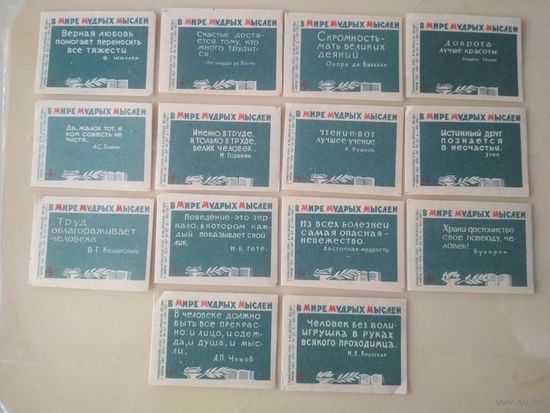 В МИРЕ МУДРЫХ МЫСЛЕЙ
Верная любовь
помогает переносить
все тяжести
Ф. Шиллер
В МИРЕ МУДРЫХ МЫСЛЕЙ
Счастье доста-
ется тому, кто
много трудит-
ся.
Леонардо да Винчи
В МИРЕ МУДРЫХ МЫСЛЕЙ
Скромность-
мать великих
деяний
Оноре де Бальзак
В МИРЕ МУДРЫХ МЫСЛЕЙ
Доброта
лучше красоты
Генрих Гейне
В МИРЕ МУДРЫХ МЫСЛЕЙ
Да, жалок тот, в
ком совесть не
чиста.
А.С. Пушкин
В МИРЕ МУДРЫХ МЫСЛЕЙ
Именно в труде,
и только в труде,
велик человек.
М. Горький
В МИРЕ МУДРЫХ МЫСЛЕЙ
Чтение-вот
лучшее учение
А. Пушкин
В МИРЕ МУДРЫХ МЫСЛЕЙ
Истинный друг
познается
в несчастьи.
Эзоп
В МИРЕ МУДРЫХ МЫСЛЕЙ
Труд
облагораживает
человека
В.Г. Белинский
В МИРЕ МУДРЫХ МЫСЛЕЙ
Поведение-это зер-
кало, в котором каж-
дый показывает свой
лик.
И. В. Гете
В МИРЕ МУДРЫХ МЫСЛЕЙ
Из всех болезней
самая опасная-
невежество.
Восточная мудрость
В МИРЕ МУДРЫХ МЫСЛЕЙ
Храни достоинство
свое повсюду, че-
ловек!
В МИРЕ МУДРЫХ МЫСЛЕЙ
В человеке должно
быть все прекрас-
но: и лицо, и одеж-
да, и душа, и мыс-
ли.
А.П. Чехов
В МИРЕ МУДРЫХ МЫСЛЕЙ
Человек без воли-
игрушка в руках
всякого проходимца.
Н.К. Крупская
www.av.by